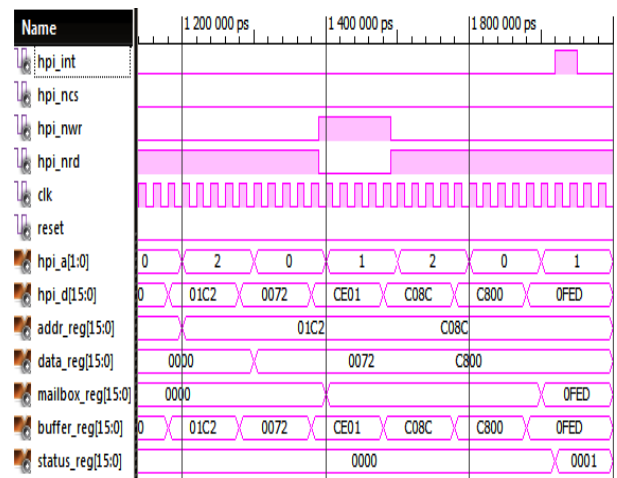 Name 1 200 000 ps 1 400 000 ps 1 800 000 ps
hpi_int
hpi_ncs
hpi_nwr
hpi_nrd
clk
reset
hpi_a[1:0] 0 2 0 1 2 0 1
hpi_d[15:0] 0 01C2 0072 CE01 C08C C800 0FED
addr_reg[15:0] 01C2 C08C
data_reg[15:0] 0000 0072 C800
mailbox_reg[15:0] 0000 0FED
buffer_reg[15:0] 0 01C2 0072 CE01 C08C C800 0FED
status_reg[15:0] 0000 0001